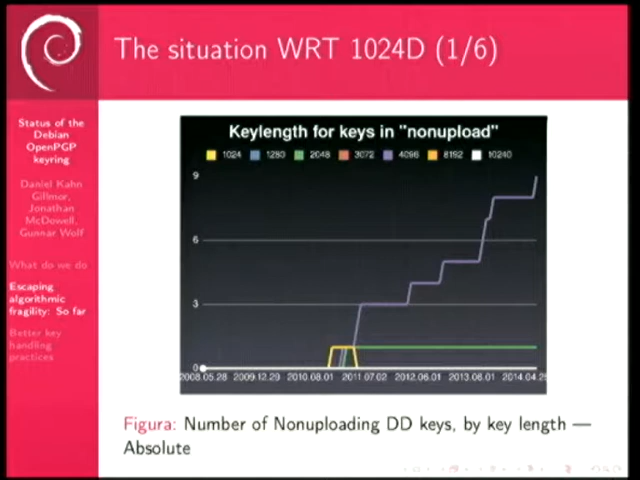 The situation WRT 1024D (1/6)
Status of the
Debian
OpenPGP
keyring
Daniel Kahn
Gillmor,
Jonathan
McDowell,
Gunnar Wolf
What do we do
Escaping
algorithmic
fragility: So far
Better key
handling
practices
Keylength for keys in "nonupload"
1024 1280 2048 3072 4096 8192 10240
9
6
3
0
2008.05.28 2009.12.29 2010.08.01 2011.07.02 2012.06.01 2013.08.01 2014.04.25
Figura: Number of Nonuploading DD keys, by key length —
Absolute